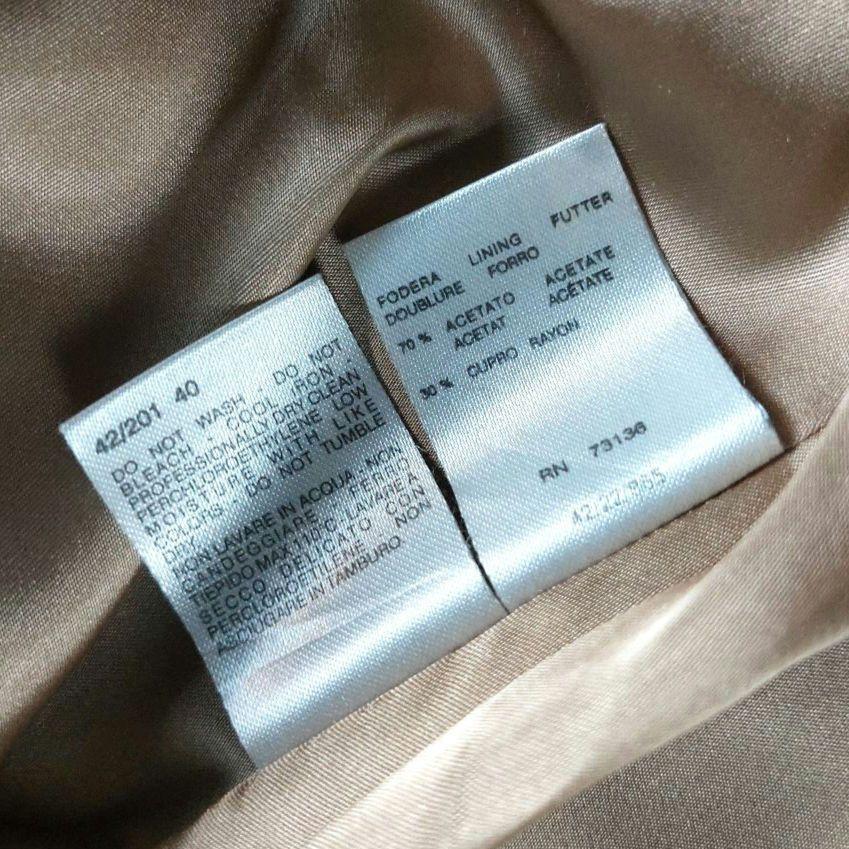 42/201 40
DO NOT WASH - DO NOT
BLEACH - COOL IRON -
PROFESSIONALLY DRY CLEAN
PERCHLOROETHYLENE LOW
MOISTURE WITH LIKE
COLORS - DO NOT TUMBLE
DRY
NON LAVARE IN ACQUA - NON
CANDEGGIARE FERRO
TIEPIDO MAX 110°C LAVARE A
SECCO DELICATO CON
PERCLOROETILENE NON
ASCIUGARE IN TAMBURO
FODERA LINING FUTTER
DOUBLURE FORRO
70 % ACETATO ACETATE
ACETAT ACÉTATE
30 % CUPRO RAYON
RN 73136